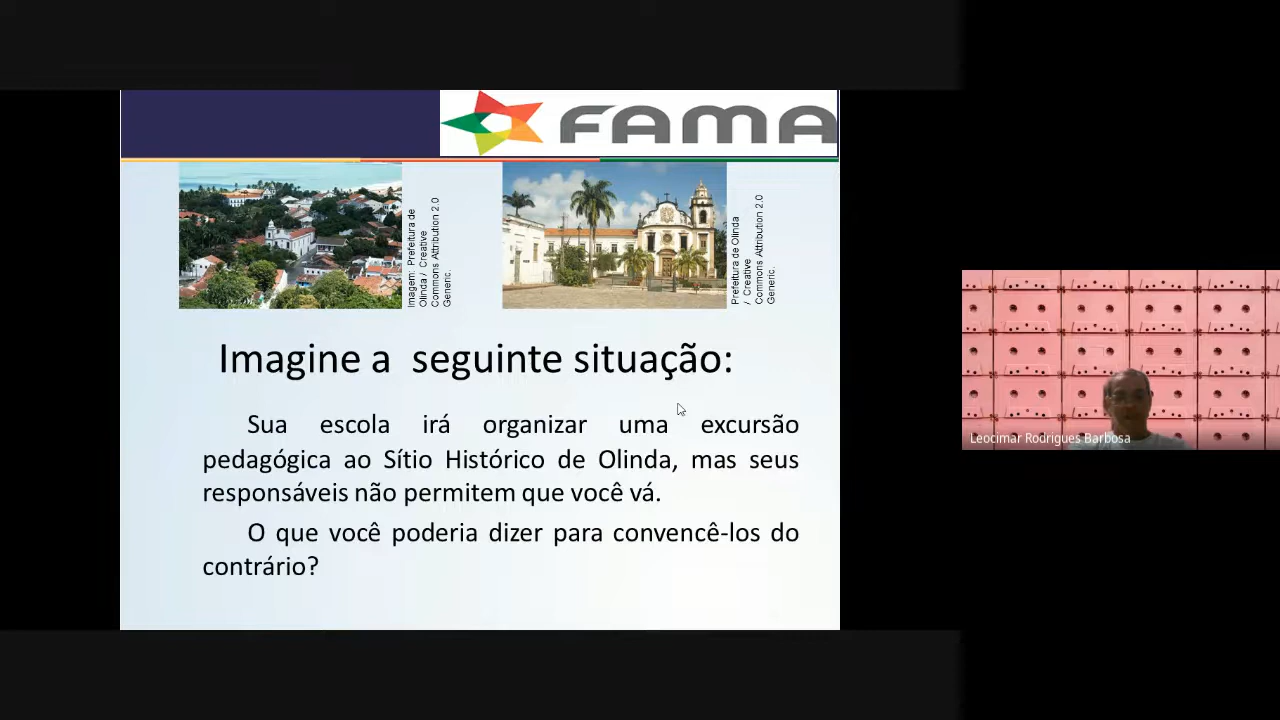 FAMA
Imagem: Prefeitura de
Olinda / Creative
Commons Attribution 2.0
Generic.
Prefeitura de Olinda
/ Creative
Commons Attribution 2.0
Generic.
Imagine a seguinte situação:
Sua escola irá organizar uma excursão
pedagógica ao Sítio Histórico de Olinda, mas seus
responsáveis não permitem que você vá.
O que você poderia dizer para convencê-los do
contrário?
Leocimar Rodrigues Barbosa